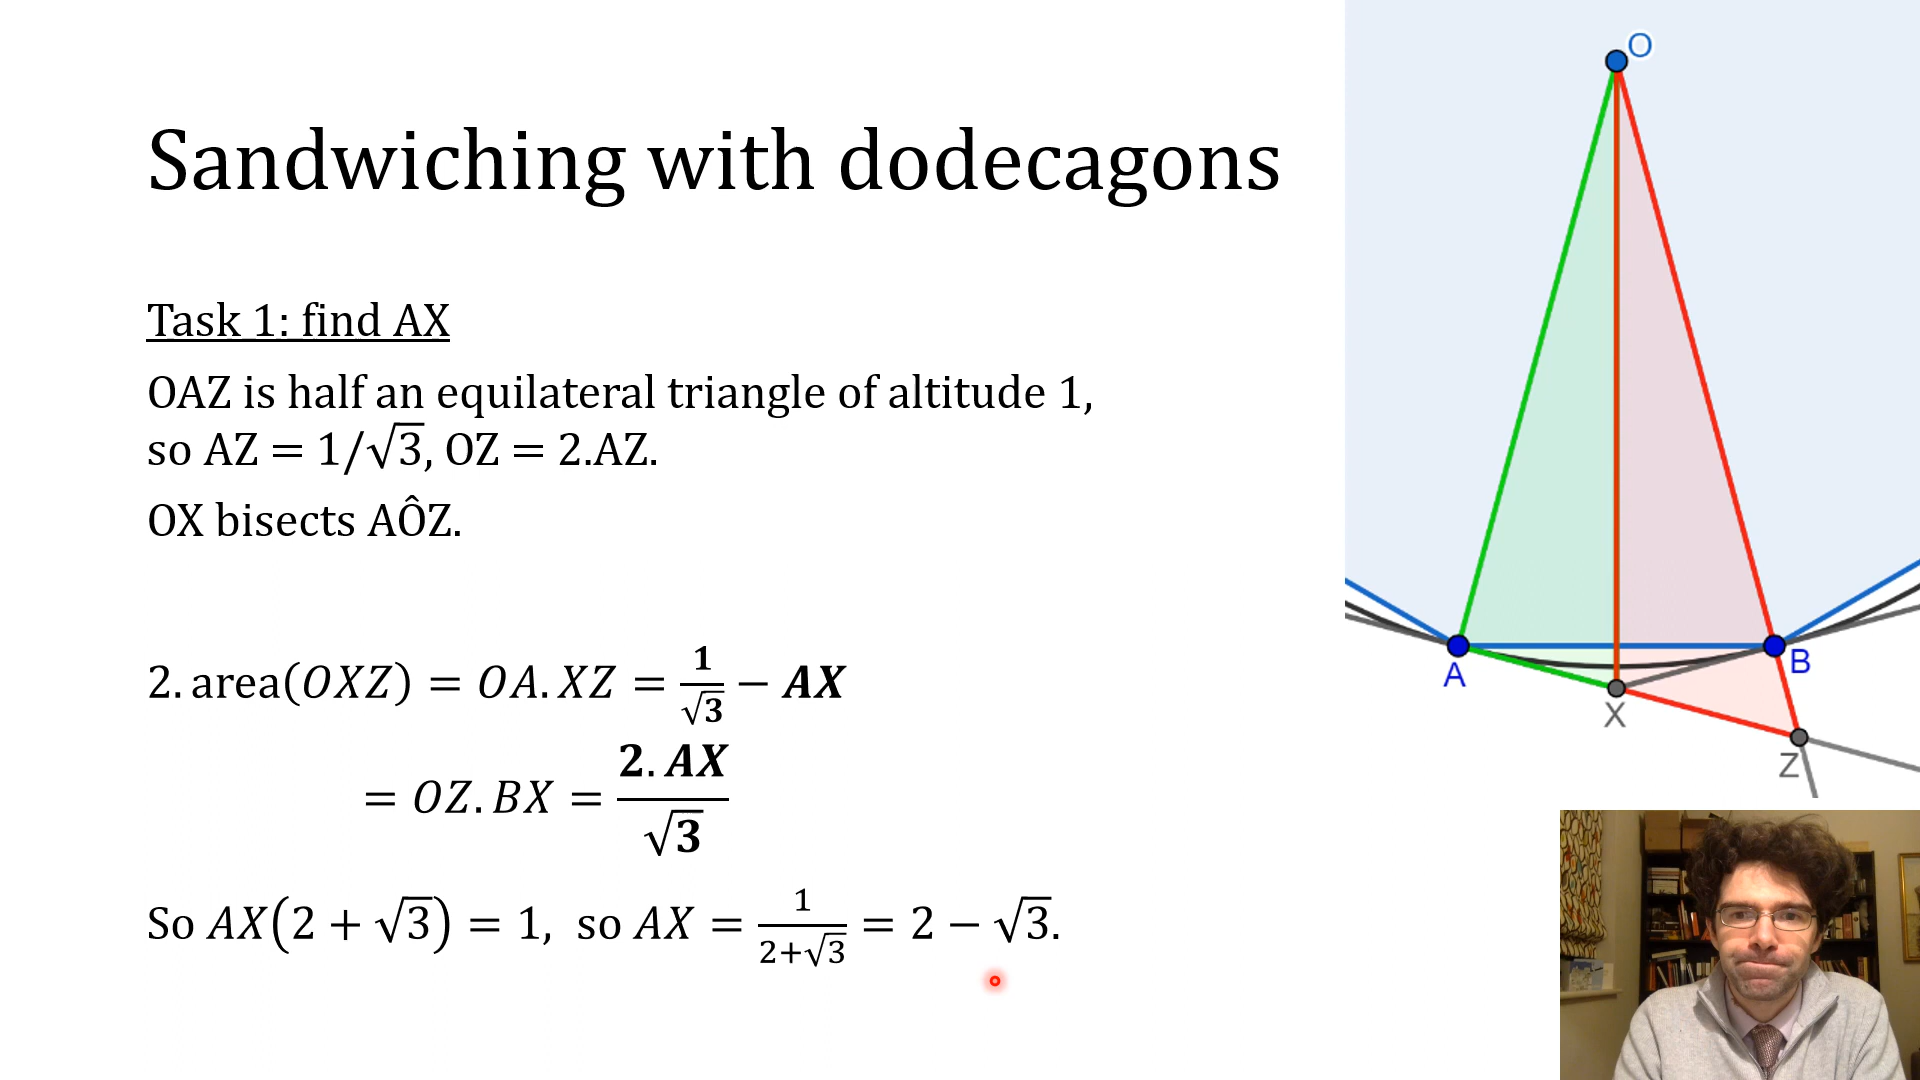 Sandwiching with dodecagons
Task 1: find AX
OAZ is half an equilateral triangle of altitude 1,
so AZ = 1/√3, OZ = 2.AZ.
OX bisects AÔZ.
2. area(OXZ) = OA. XZ = 1/√3 − AX
= OZ. BX = 2. AX/√3
So AX(2 + √3) = 1, so AX = 1/(2+√3) = 2 − √3.
O
A
B
X
Z